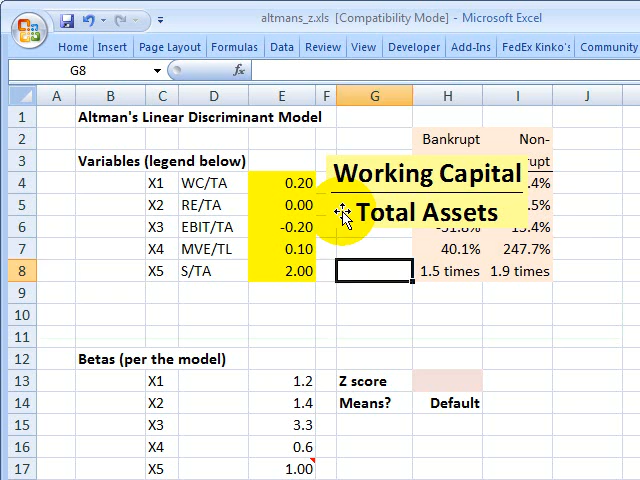 altmans_z.xls [Compatibility Mode] - Microsoft Excel
Home Insert Page Layout Formulas Data Review View Developer Add-Ins FedEx Kinko's Community
G8 fx
A B C D E F G H I J
1 Altman's Linear Discriminant Model
2 Bankrupt Non-
3 Variables (legend below)
Working Capital
Total Assets
4 X1 WC/TA 0.20
5 X2 RE/TA 0.00
6 X3 EBIT/TA -0.20
7 X4 MVE/TL 0.10 40.1% 247.7%
8 X5 S/TA 2.00 1.5 times 1.9 times
9
10
11
12 Betas (per the model)
13 X1 1.2 Z score
14 X2 1.4 Means? Default
15 X3 3.3
16 X4 0.6
17 X5 1.00